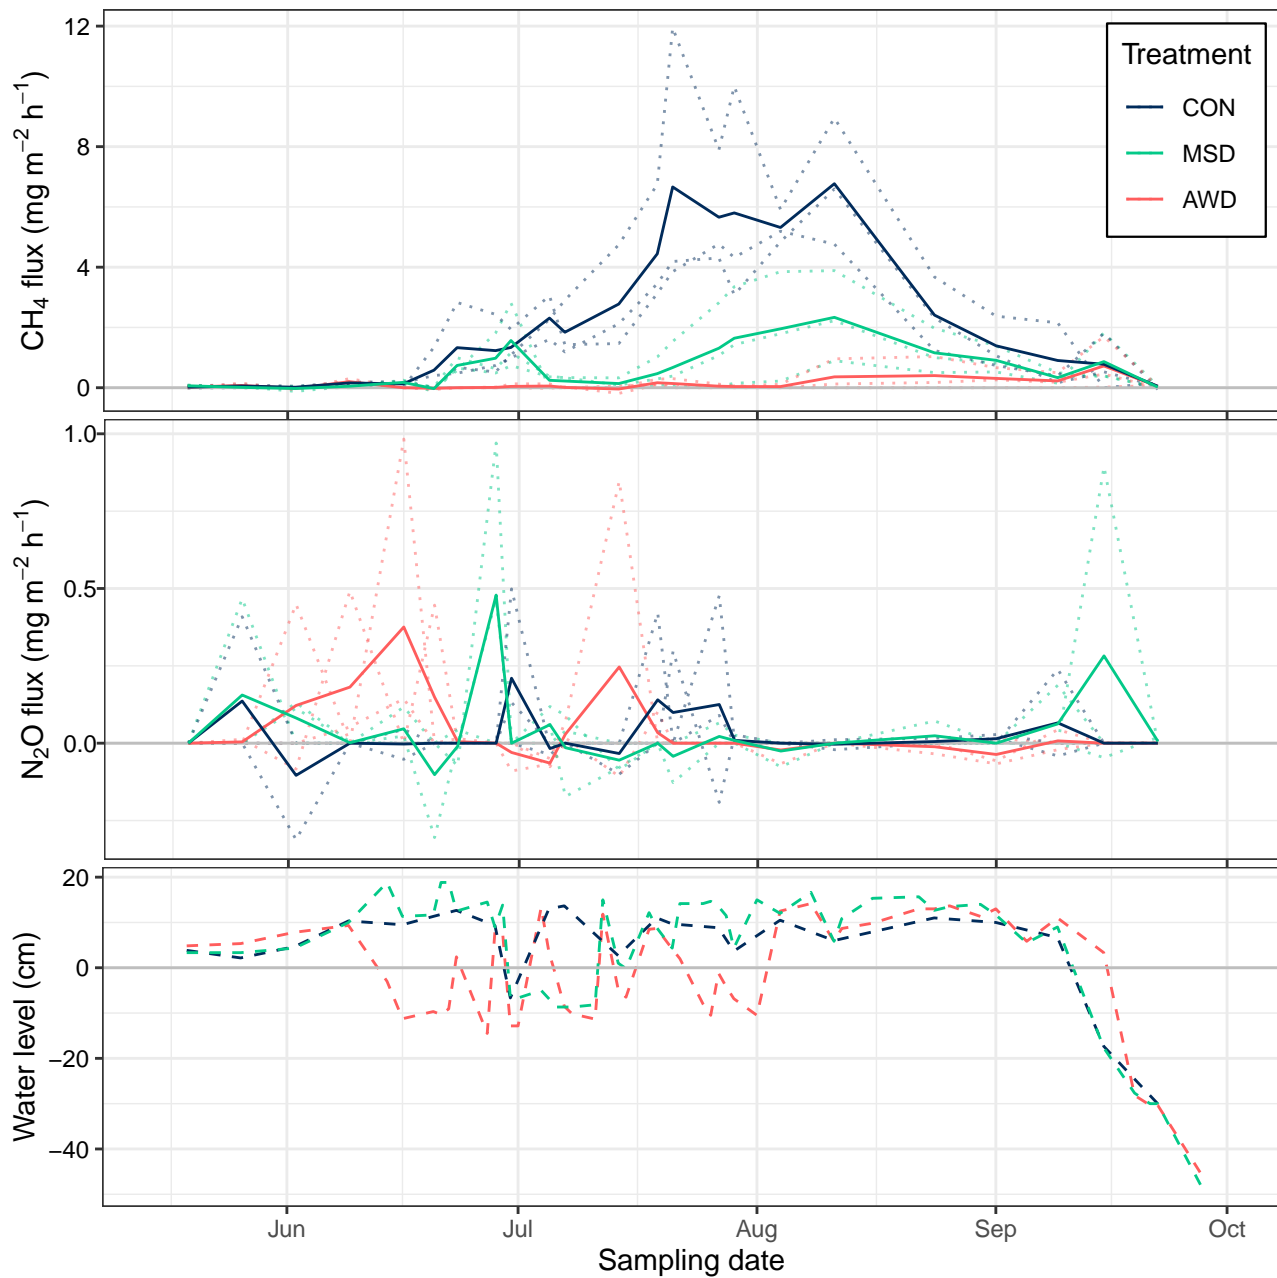 12
8
4
0
CH₄ flux (mg m⁻² h⁻¹)
Treatment
CON
MSD
AWD
1.0
0.5
0.0
N₂O flux (mg m⁻² h⁻¹)
20
0
−20
−40
Water level (cm)
Jun Jul Aug Sep Oct
Sampling date